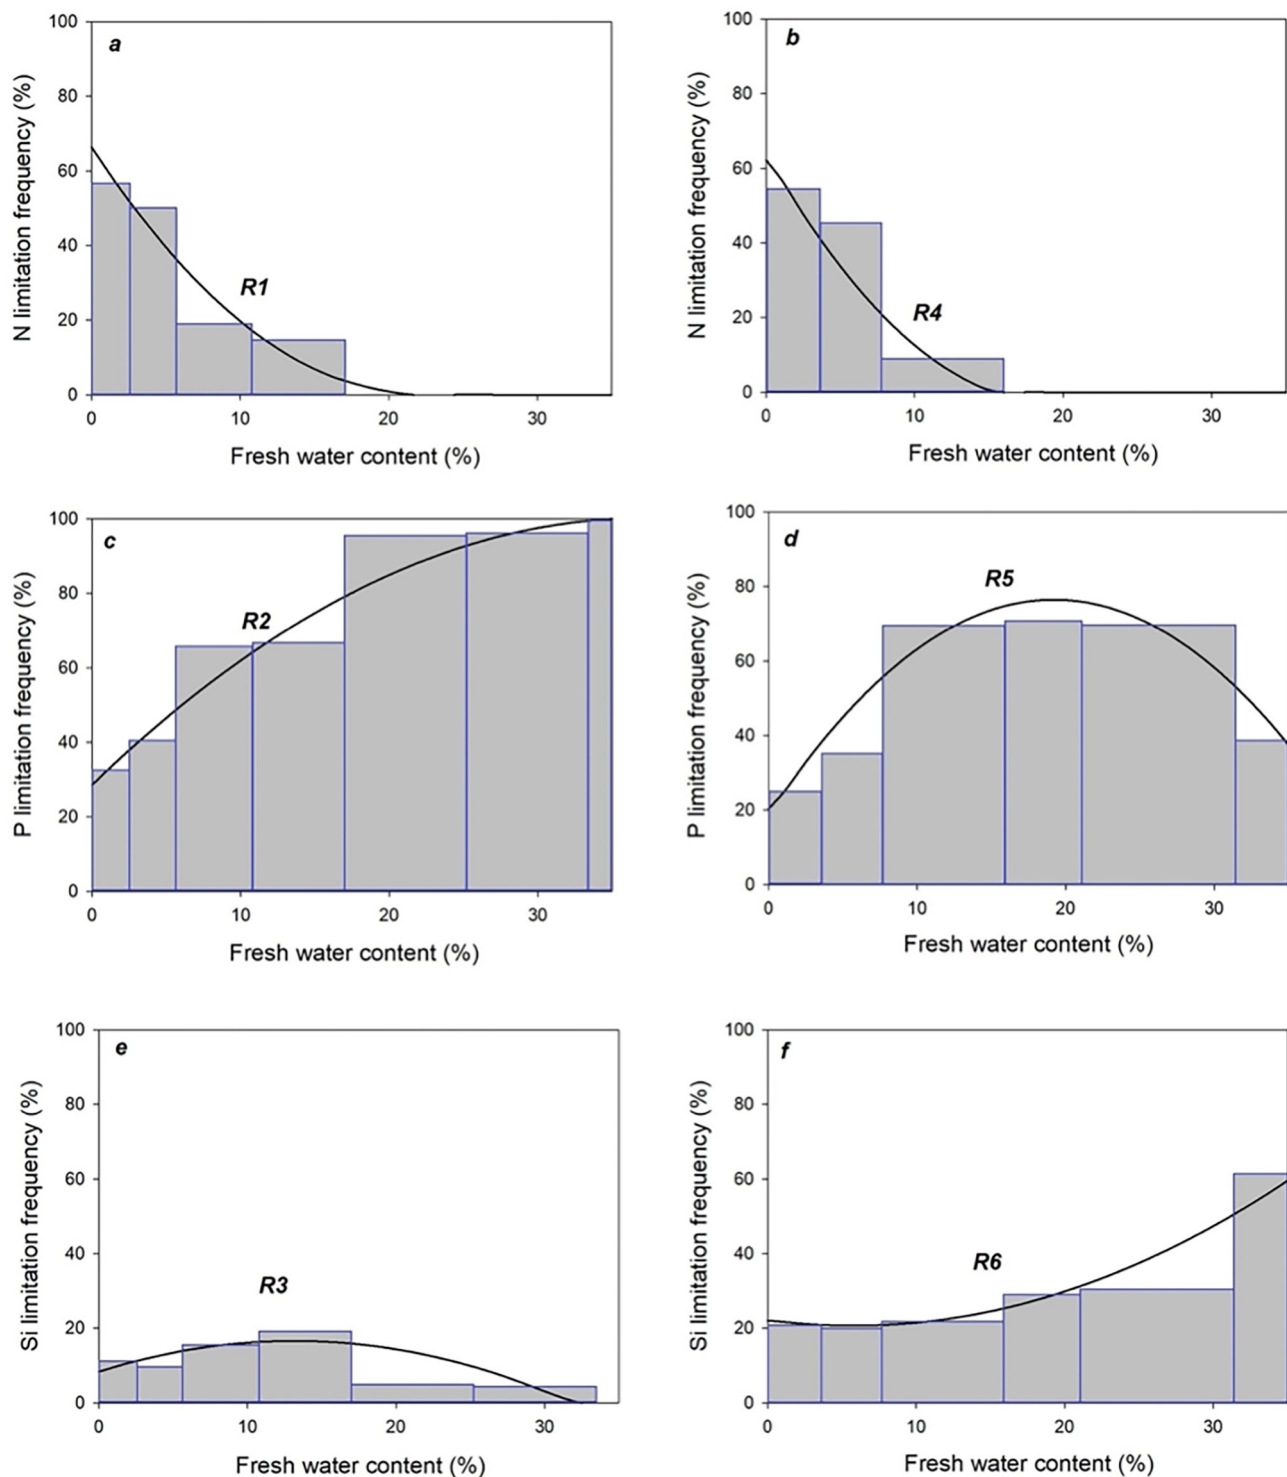 a
N limitation frequency (%)
100
80
60
40
20
0
R1
0 10 20 30
Fresh water content (%)
b
N limitation frequency (%)
100
80
60
40
20
0
R4
0 10 20 30
Fresh water content (%)
c
P limitation frequency (%)
100
80
60
40
20
0
R2
0 10 20 30
Fresh water content (%)
d
P limitation frequency (%)
100
80
60
40
20
0
R5
0 10 20 30
Fresh water content (%)
e
Si limitation frequency (%)
100
80
60
40
20
0
R3
0 10 20 30
Fresh water content (%)
f
Si limitation frequency (%)
100
80
60
40
20
0
R6
0 10 20 30
Fresh water content (%)